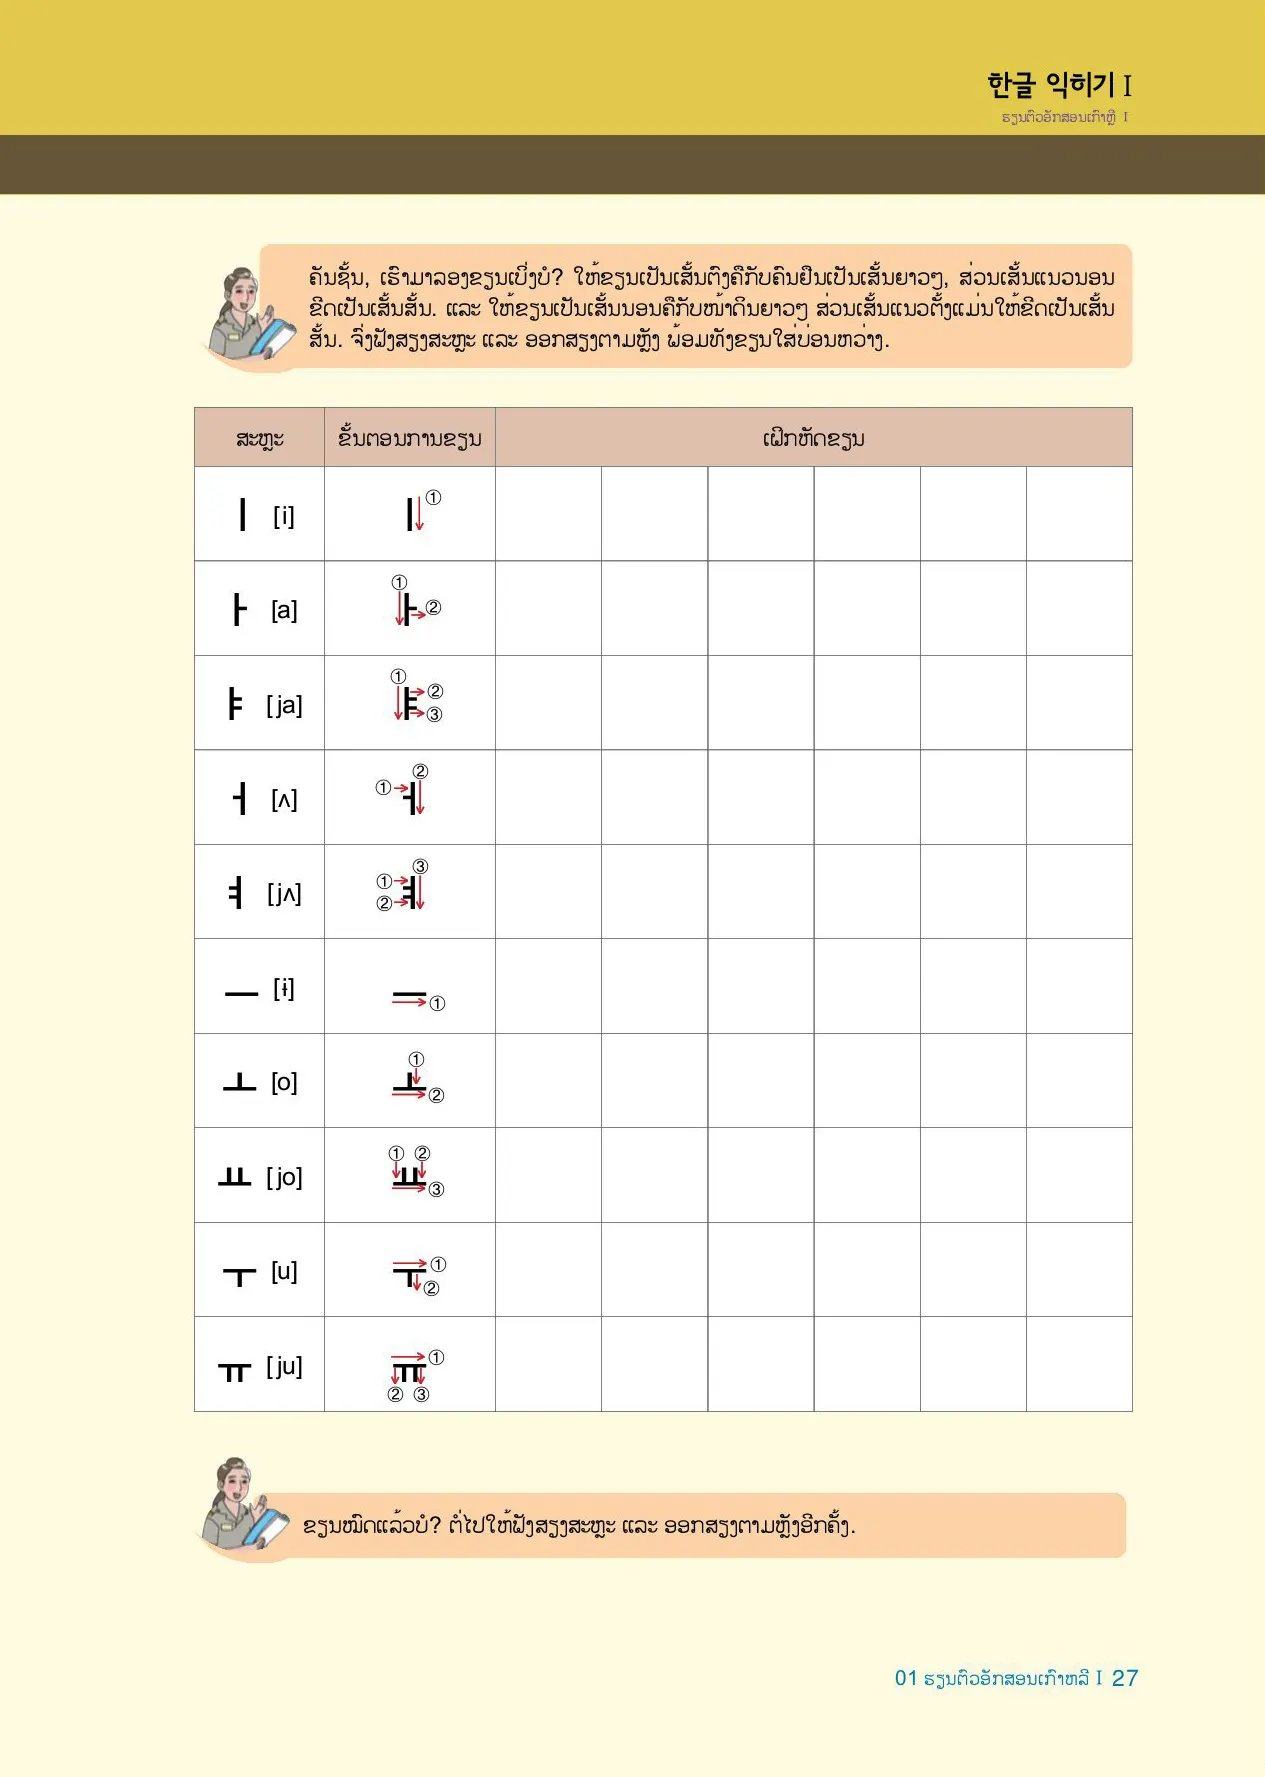 한글 익히기 I
ຮຽນຕົວອັກສອນເກົາຫຼີ I
ຄັນຊັ້ນ, ເຮົາມາລອງຂຽນເບິ່ງບໍ? ໃຫ້ຂຽນເປັນເສັ້ນຕົງຄືກັບຄົນຢືນເປັນເສັ້ນຍາວໆ, ສ່ວນເສັ້ນແນວນອນ
ຂີດເປັນເສັ້ນສັ້ນ. ແລະ ໃຫ້ຂຽນເປັນເສັ້ນນອນຄືກັບໜ້າດິນຍາວໆ ສ່ວນເສັ້ນແນວຕັ້ງແມ່ນໃຫ້ຂີດເປັນເສັ້ນ
ສັ້ນ. ຈົ່ງຟັງສຽງສະຫຼະ ແລະ ອອກສຽງຕາມຫຼັງ ພ້ອມທັງຂຽນໃສ່ບ່ອນຫວ່າງ.
ສະຫຼະ ຂັ້ນຕອນການຂຽນ ເຝິກຫັດຂຽນ
ㅣ [i] ㅣ ①
ㅏ [a] ㅏ ① ②
ㅑ [ja] ㅑ ① ② ③
ㅓ [ʌ] ㅓ ① ②
ㅕ [jʌ] ㅕ ① ② ③
ㅡ [ɨ] ㅡ ①
ㅗ [o] ㅗ ① ②
ㅛ [jo] ㅛ ① ② ③
ㅜ [u] ㅜ ① ②
ㅠ [ju] ㅠ ① ② ③
ຂຽນໝົດແລ້ວບໍ? ຕໍ່ໄປໃຫ້ຟັງສຽງສະຫຼະ ແລະ ອອກສຽງຕາມຫຼັງອີກຄັ້ງ.
01 ຮຽນຕົວອັກສອນເກົາຫລີ I 27